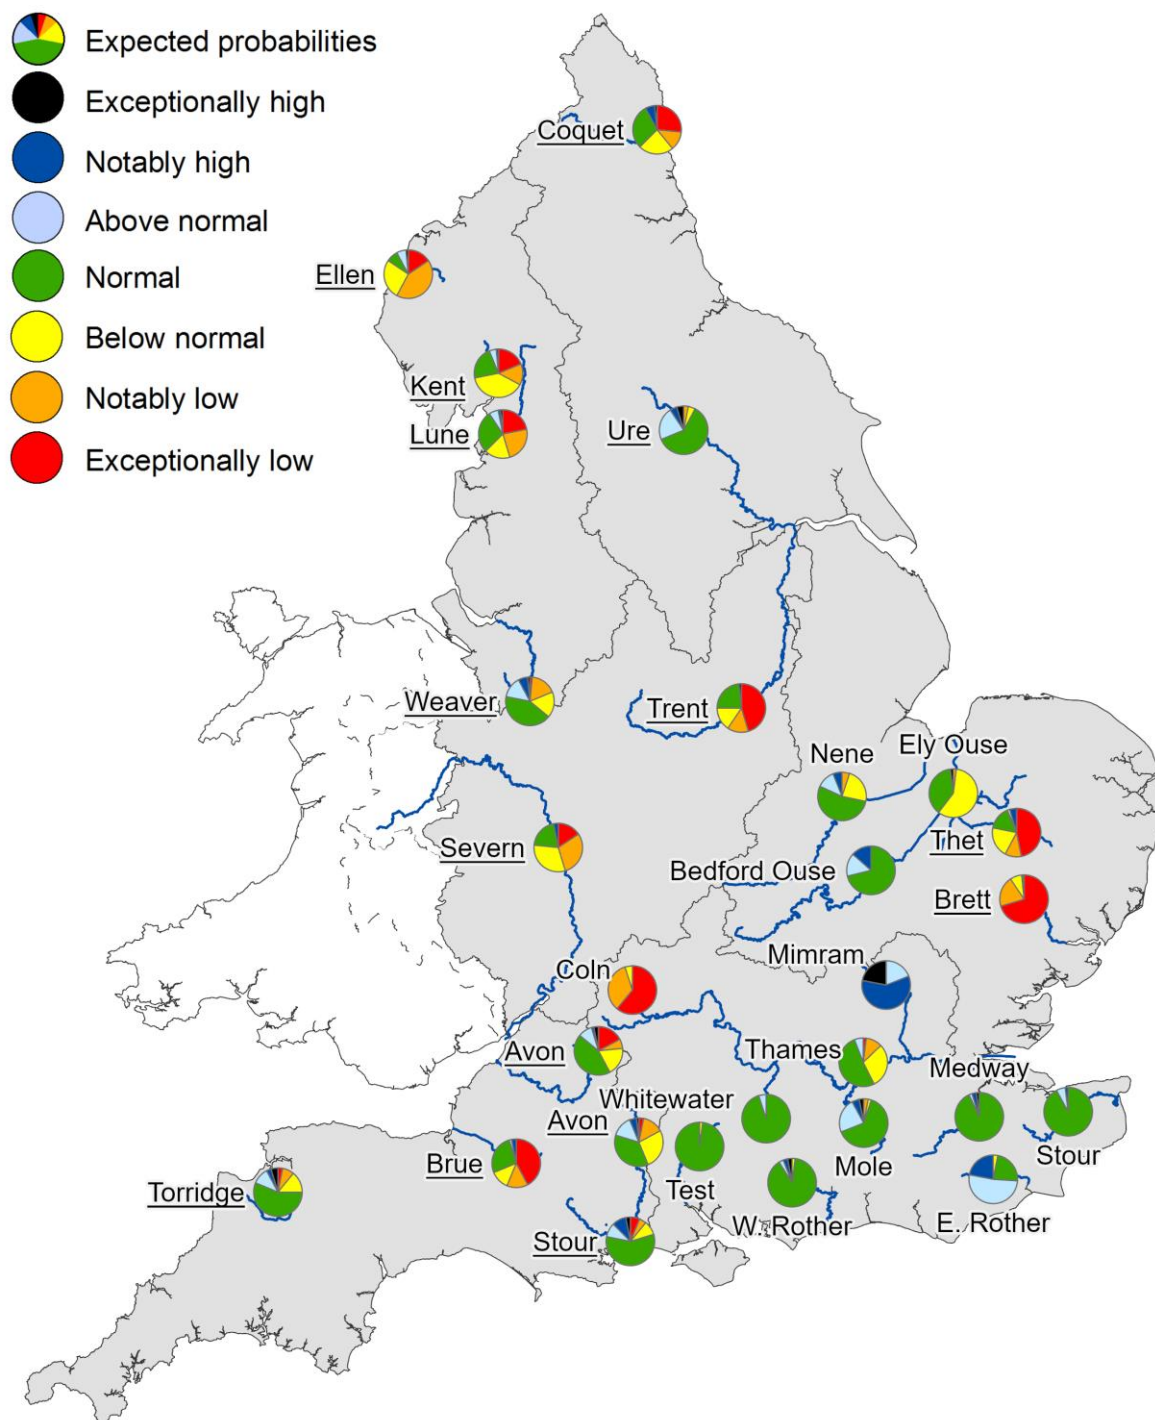 Expected probabilities
Exceptionally high
Notably high
Above normal
Normal
Below normal
Notably low
Exceptionally low
Coquet
Ellen
Kent
Lune
Ure
Weaver
Trent
Nene
Ely Ouse
Severn
Thet
Bedford Ouse
Brett
Mimram
Coln
Avon
Thames
Medway
Whitewater
Avon
Brue
Mole
Stour
Torridge
Test
W. Rother
E. Rother
Stour